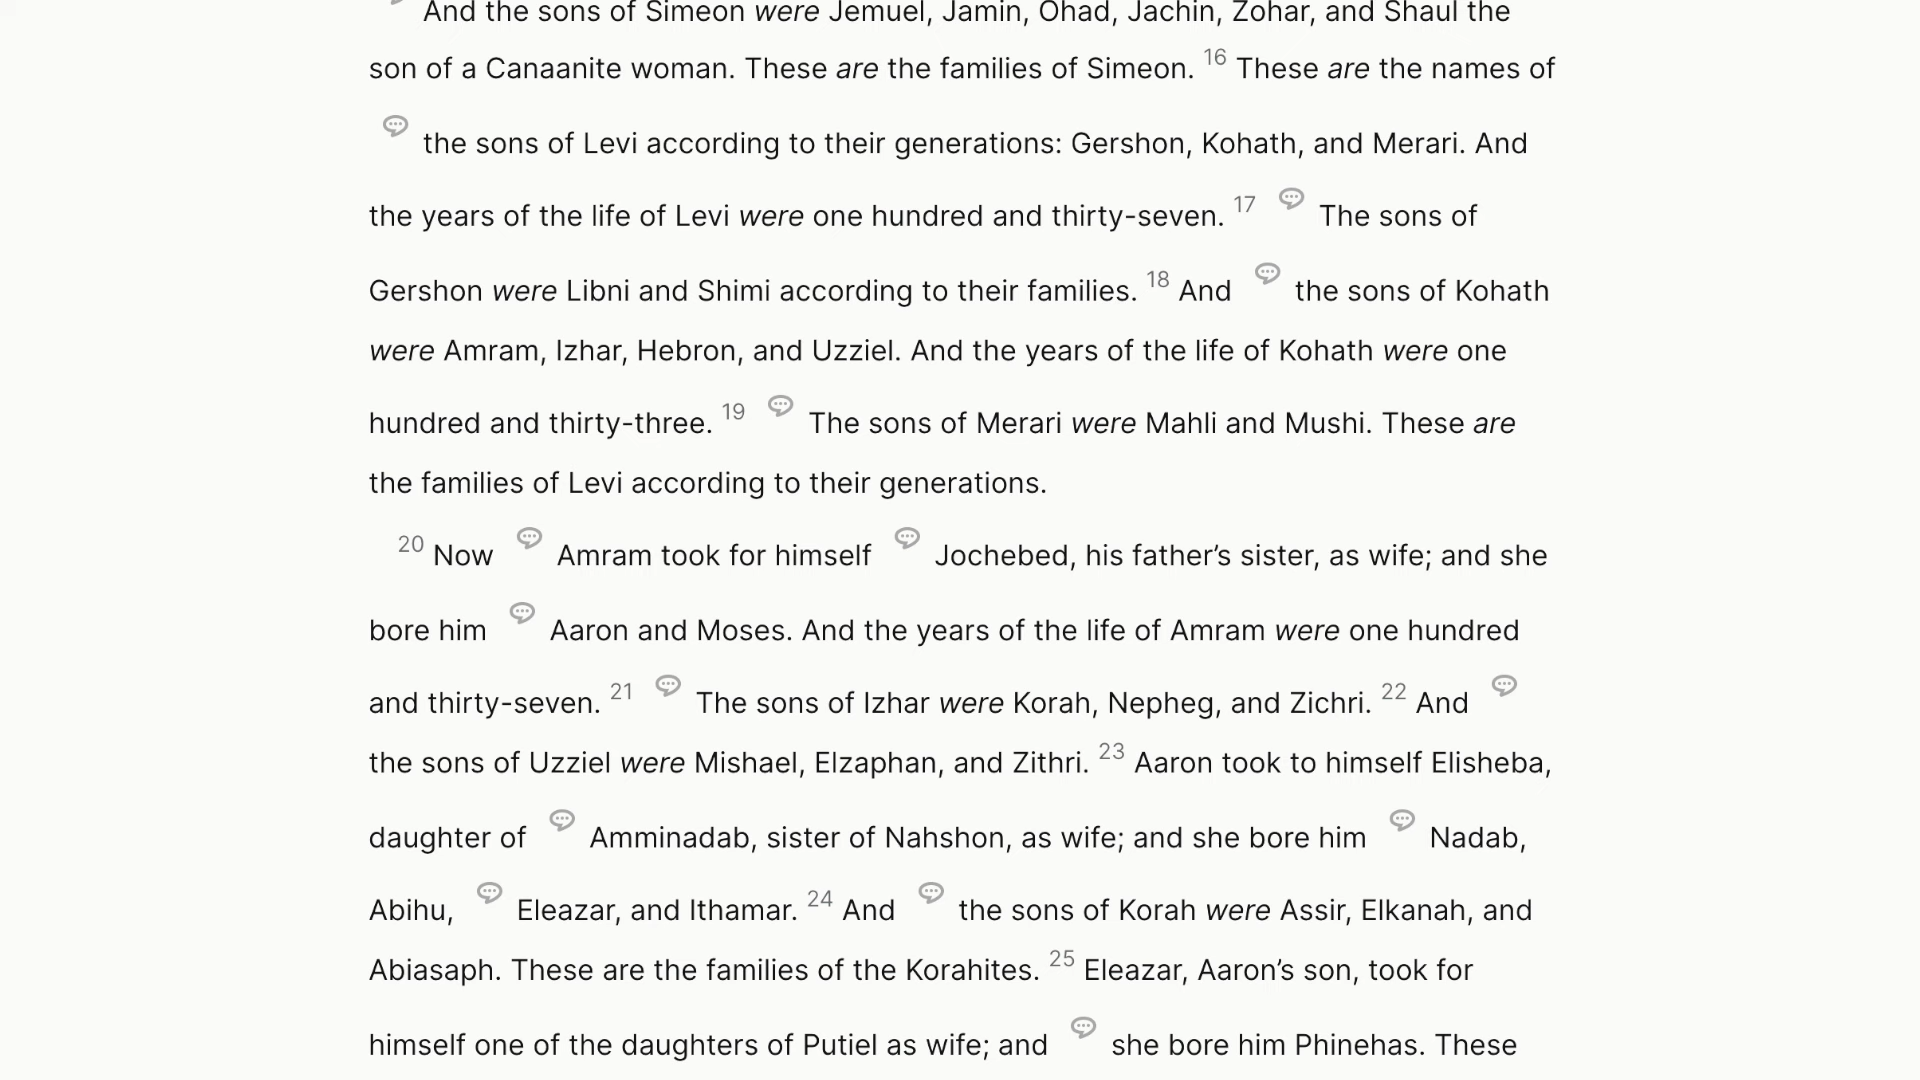 And the sons of Simeon were Jemuel, Jamin, Ohad, Jachin, Zohar, and Shaul the
son of a Canaanite woman. These are the families of Simeon. 16 These are the names of
the sons of Levi according to their generations: Gershon, Kohath, and Merari. And
the years of the life of Levi were one hundred and thirty-seven. 17 The sons of
Gershon were Libni and Shimi according to their families. 18 And the sons of Kohath
were Amram, Izhar, Hebron, and Uzziel. And the years of the life of Kohath were one
hundred and thirty-three. 19 The sons of Merari were Mahli and Mushi. These are
the families of Levi according to their generations.
20 Now Amram took for himself Jochebed, his father’s sister, as wife; and she
bore him Aaron and Moses. And the years of the life of Amram were one hundred
and thirty-seven. 21 The sons of Izhar were Korah, Nepheg, and Zichri. 22 And
the sons of Uzziel were Mishael, Elzaphan, and Zithri. 23 Aaron took to himself Elisheba,
daughter of Amminadab, sister of Nahshon, as wife; and she bore him Nadab,
Abihu, Eleazar, and Ithamar. 24 And the sons of Korah were Assir, Elkanah, and
Abiasaph. These are the families of the Korahites. 25 Eleazar, Aaron’s son, took for
himself one of the daughters of Putiel as wife; and she bore him Phinehas. These